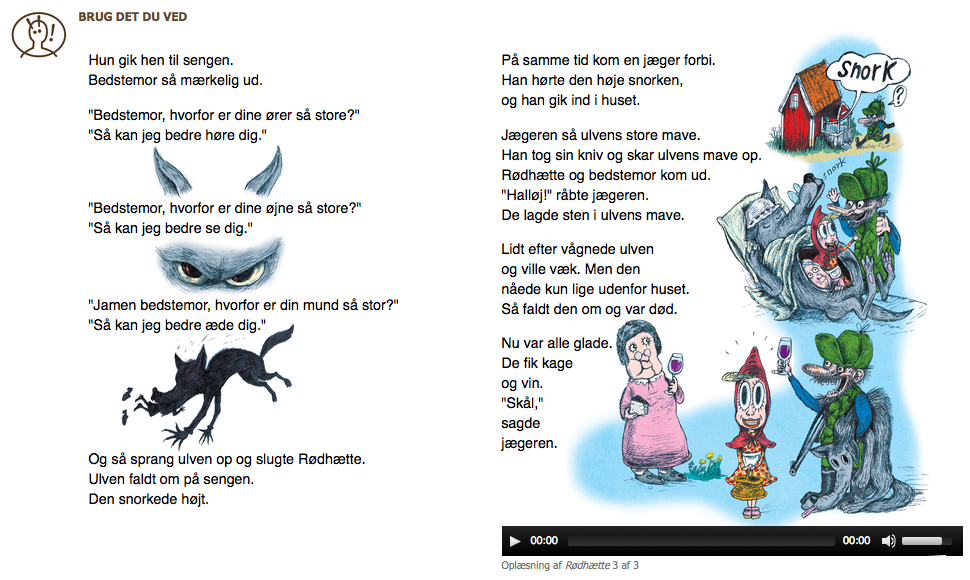 BRUG DET DU VED
Hun gik hen til sengen.
Bedstemor så mærkelig ud.
"Bedstemor, hvorfor er dine ører så store?"
"Så kan jeg bedre høre dig."
"Bedstemor, hvorfor er dine øjne så store?"
"Så kan jeg bedre se dig."
"Jamen bedstemor, hvorfor er din mund så stor?"
"Så kan jeg bedre æde dig."
Og så sprang ulven op og slugte Rødhætte.
Ulven faldt om på sengen.
Den snorkede højt.
På samme tid kom en jæger forbi.
Han hørte den høje snorken,
og han gik ind i huset.
snork
?
Jægeren så ulvens store mave.
Han tog sin kniv og skar ulvens mave op.
Rødhætte og bedstemor kom ud.
"Halløj!" råbte jægeren.
De lagde sten i ulvens mave.
snork
Lidt efter vågnede ulven
og ville væk. Men den
nåede kun lige udenfor huset.
Så faldt den om og var død.
Nu var alle glade.
De fik kage
og vin.
"Skål,"
sagde
jægeren.
00:00
00:00
Oplæsning af Rødhætte 3 af 3